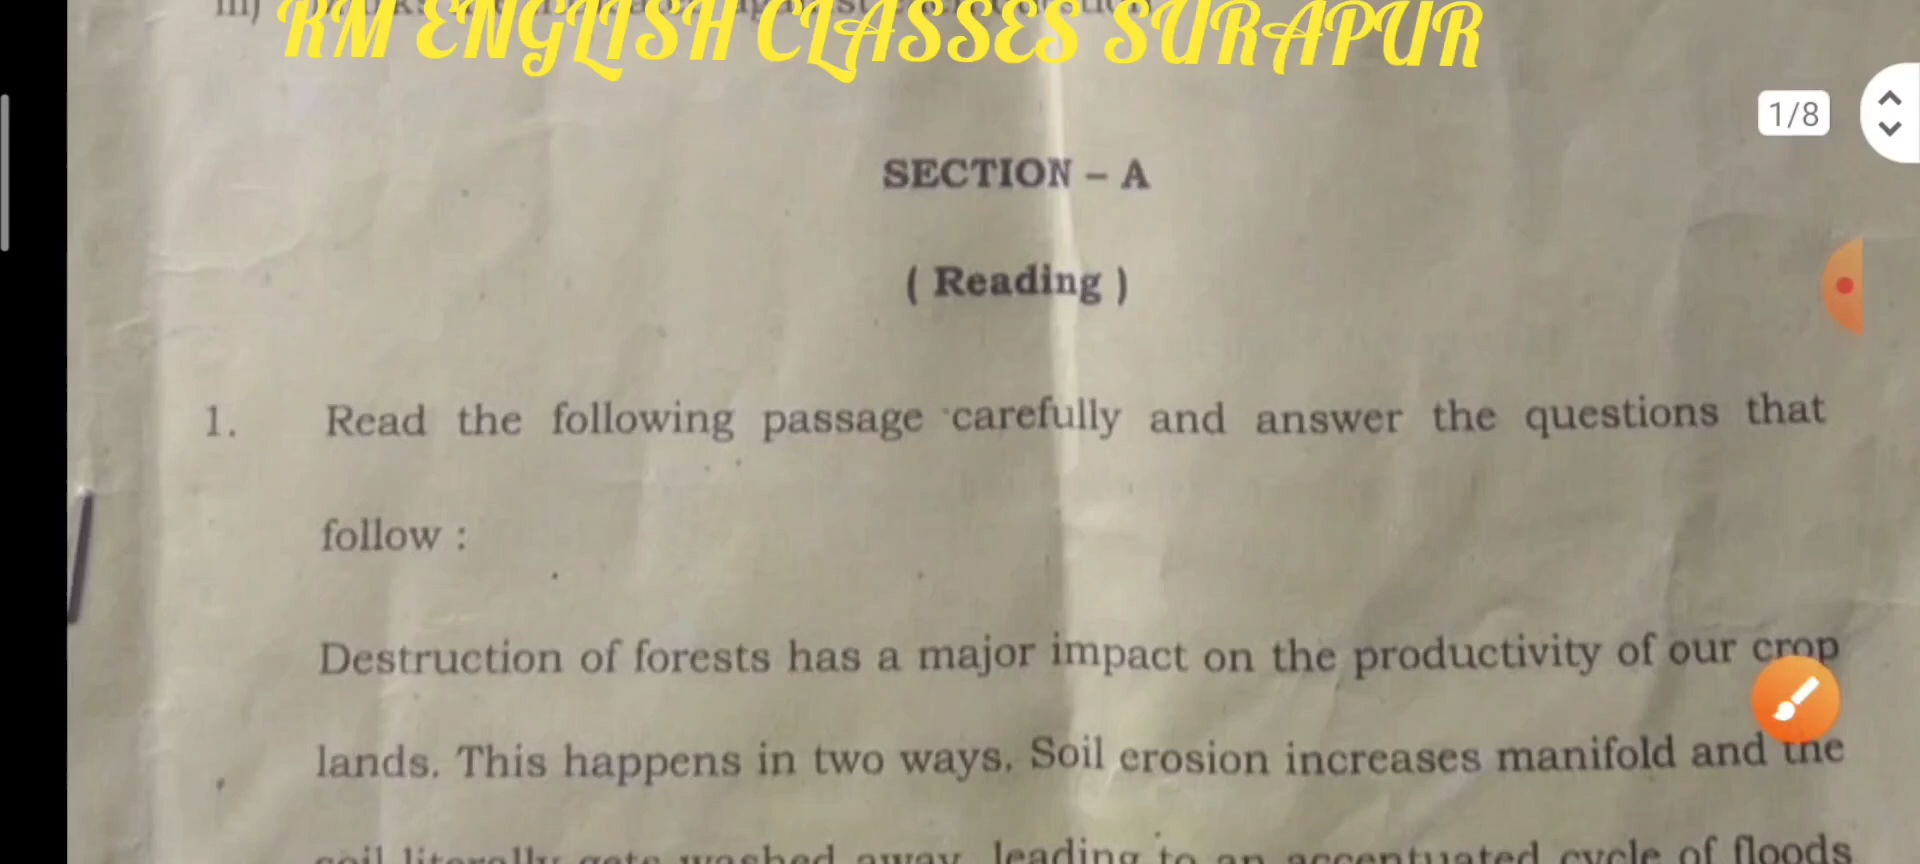 RM ENGLISH CLASSES SURAPUR
1/8
SECTION – A
( Reading )
1. Read the following passage carefully and answer the questions that
follow :
Destruction of forests has a major impact on the productivity of our crop
lands. This happens in two ways. Soil erosion increases manifold and the
soil literally gets washed away, leading to an accentuated cycle of floods